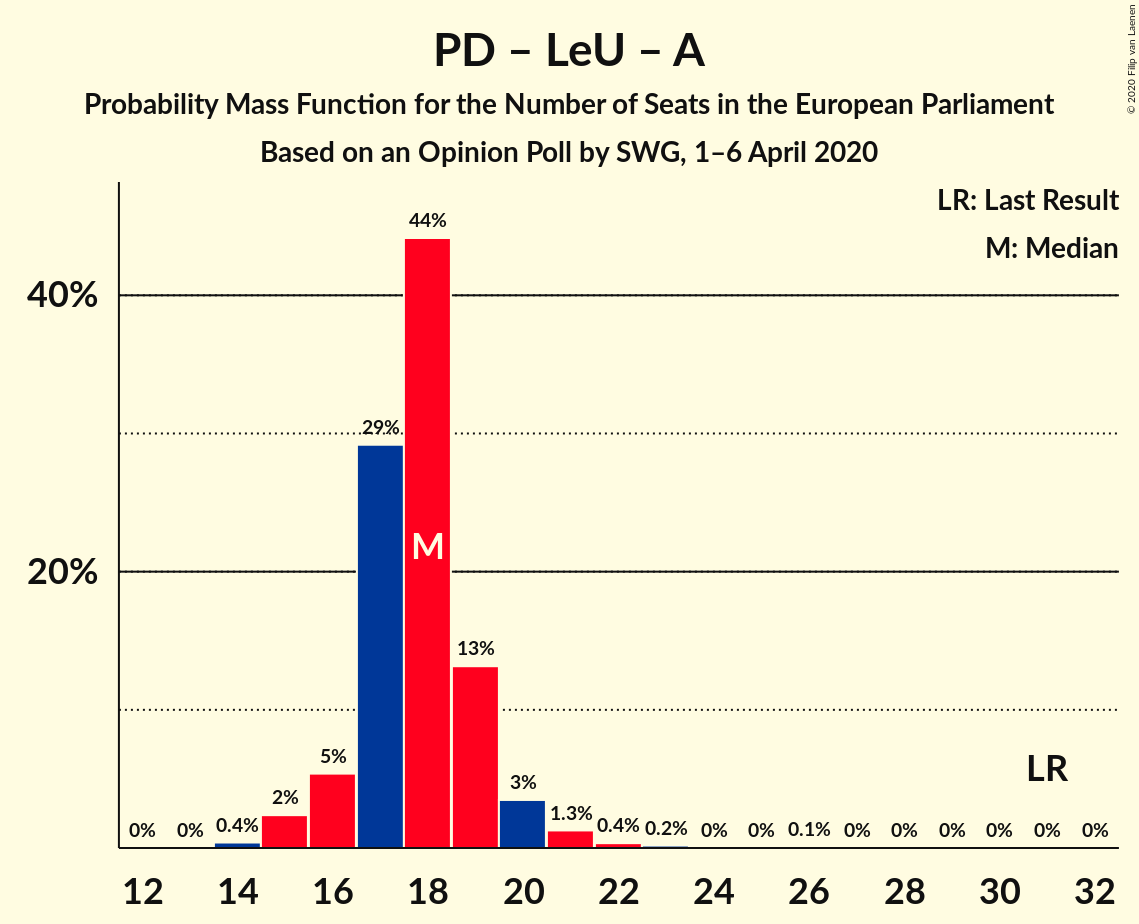 PD – LeU – A
Probability Mass Function for the Number of Seats in the European Parliament
Based on an Opinion Poll by SWG, 1–6 April 2020
© 2020 Filip van Laenen
LR: Last Result
M: Median
40%
20%
0% 0% 0.4% 2% 5% 29% 44% 13% 3% 1.3% 0.4% 0.2% 0% 0% 0.1% 0% 0% 0% 0% 0% 0%
M
LR
12 14 16 18 20 22 24 26 28 30 32